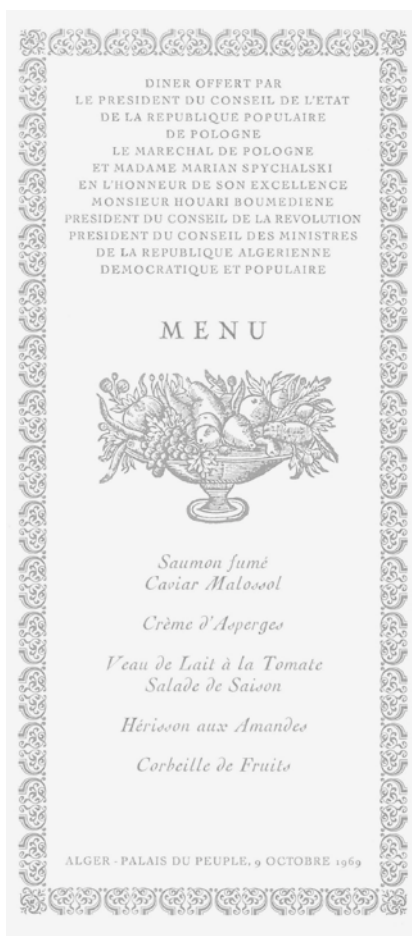 DINER OFFERT PAR
LE PRESIDENT DU CONSEIL DE L'ETAT
DE LA REPUBLIQUE POPULAIRE
DE POLOGNE
LE MARECHAL DE POLOGNE
ET MADAME MARIAN SPYCHALSKI
EN L'HONNEUR DE SON EXCELLENCE
MONSIEUR HOUARI BOUMEDIENE
PRESIDENT DU CONSEIL DE LA REVOLUTION
PRESIDENT DU CONSEIL DES MINISTRES
DE LA REPUBLIQUE ALGERIENNE
DEMOCRATIQUE ET POPULAIRE
MENU
Saumon fumé
Caviar Malossol
Crème d'Asperges
Veau de Lait à la Tomate
Salade de Saison
Hérisson aux Amandes
Corbeille de Fruits
ALGER - PALAIS DU PEUPLE, 9 OCTOBRE 1969